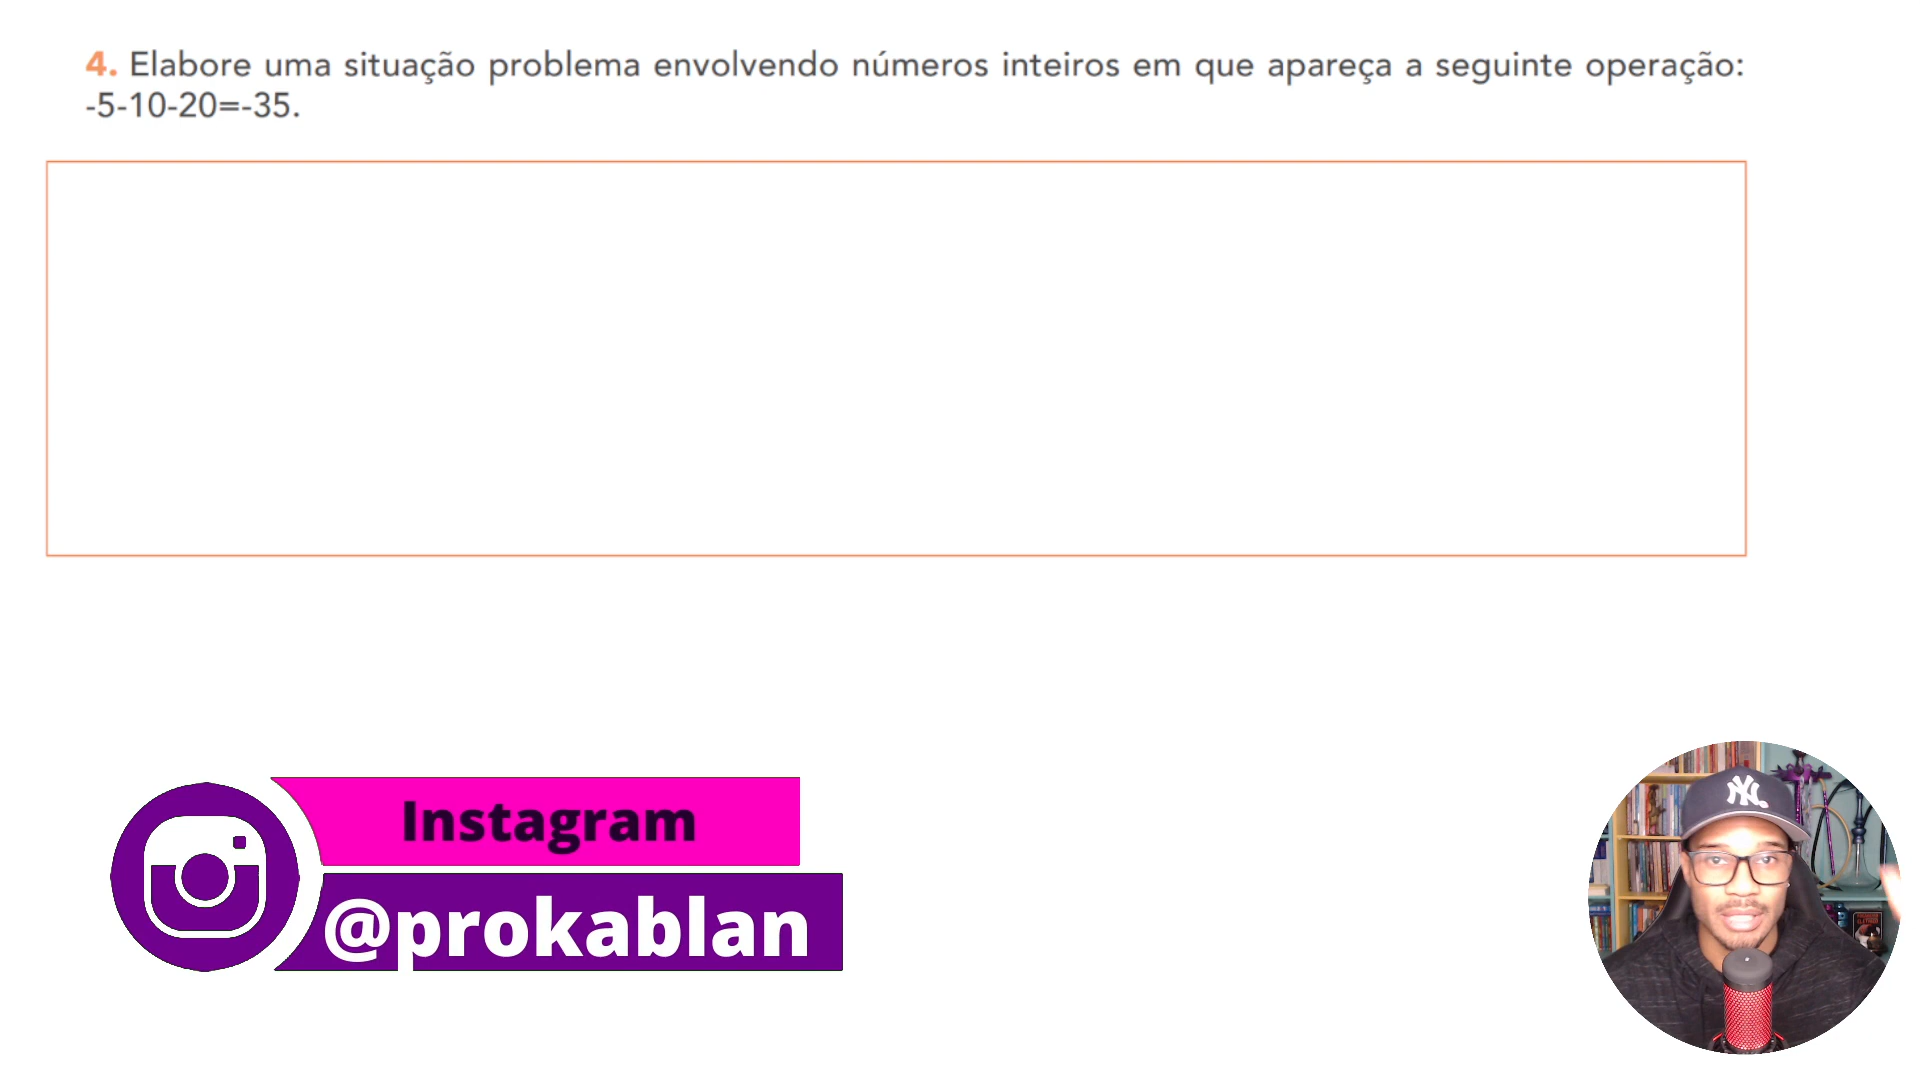 4. Elabore uma situação problema envolvendo números inteiros em que apareça a seguinte operação:
-5-10-20=-35.
Instagram
@prokablan
NY